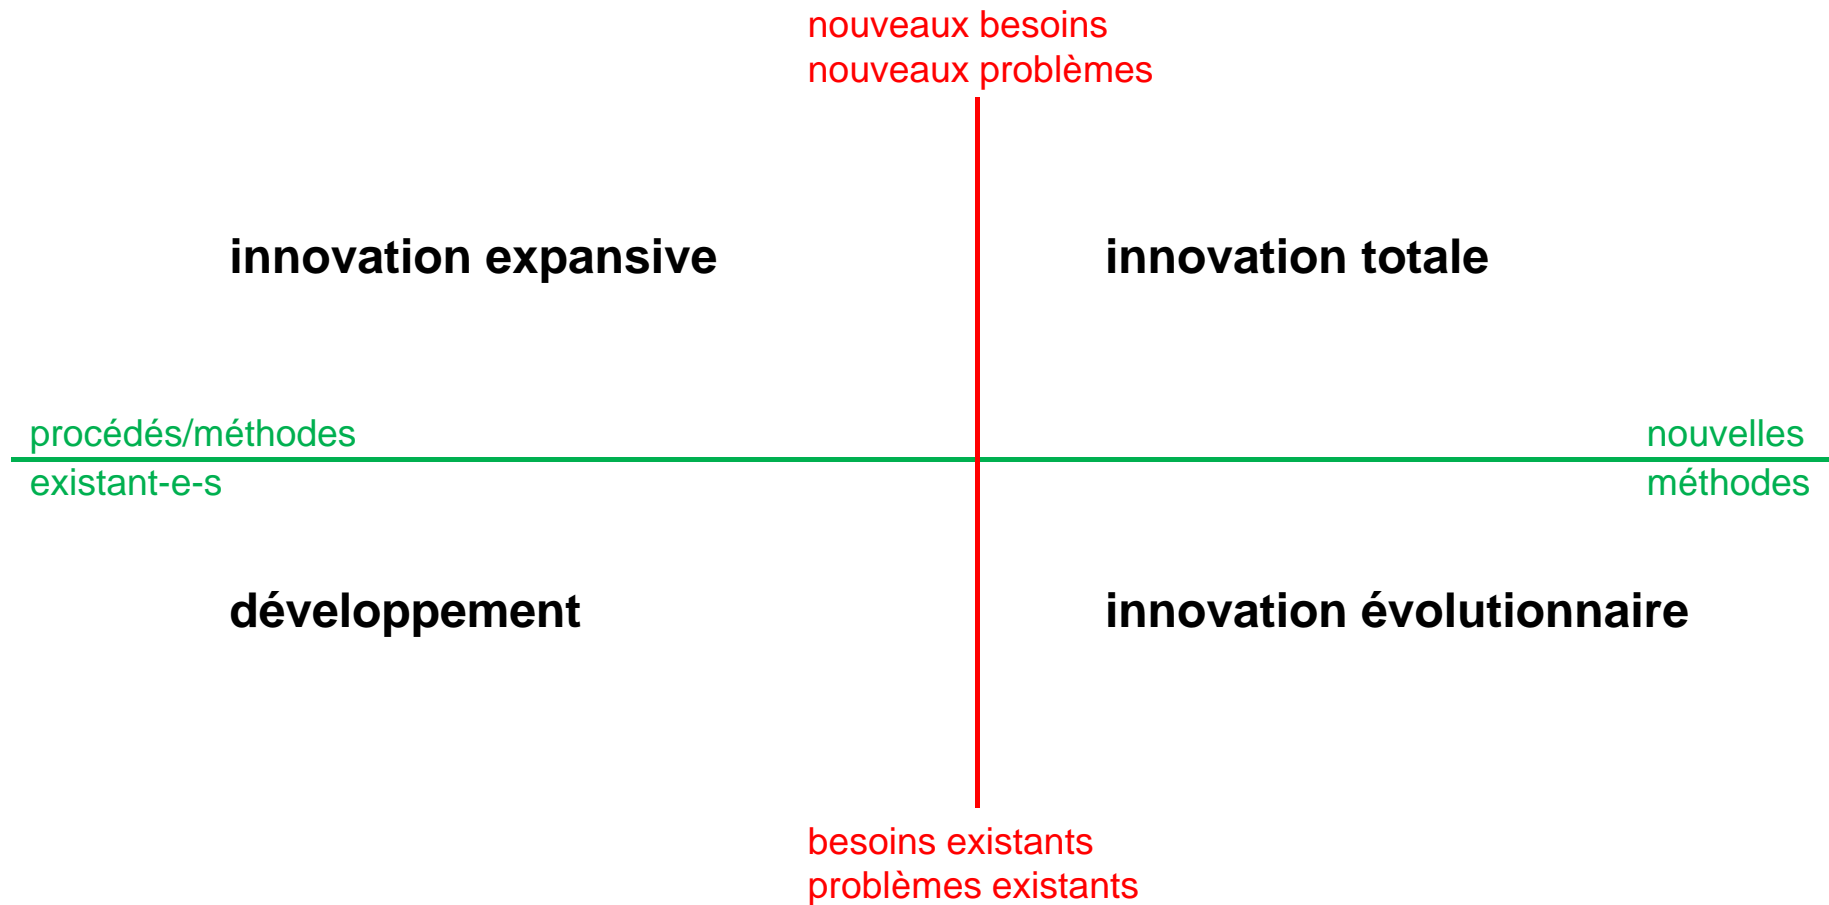 nouveaux besoins
nouveaux problèmes
innovation expansive
innovation totale
procédés/méthodes
existant-e-s
nouvelles
méthodes
développement
innovation évolutionnaire
besoins existants
problèmes existants